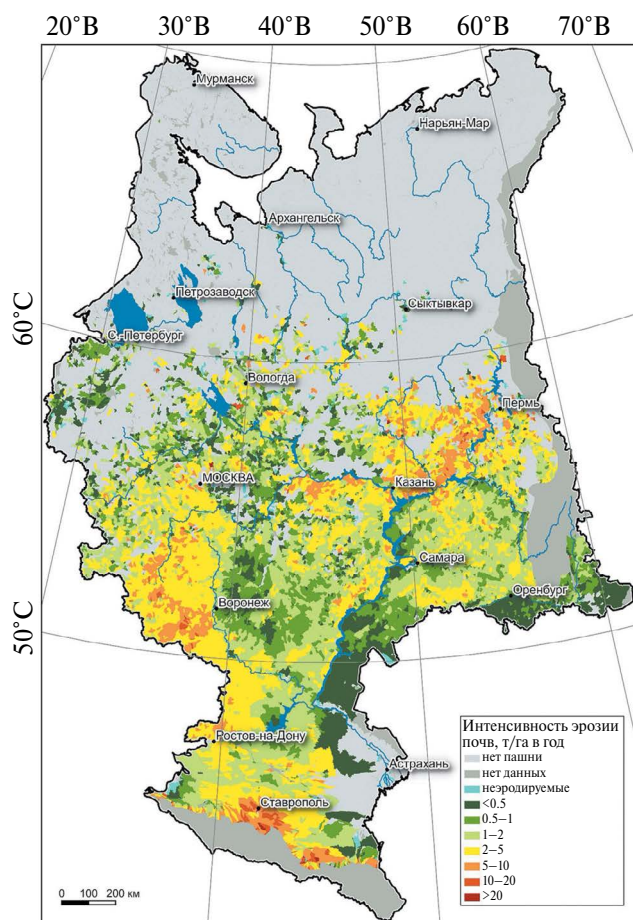 20°В 30°В 40°В 50°В 60°В 70°В
Мурманск
Нарьян-Мар
Архангельск
Петрозаводск
Сыктывкар
60°С
С.-Петербург
Вологда
Пермь
МОСКВА
Казань
Самара
Оренбург
Воронеж
50°С
Ростов-на-Дону
Астрахань
Ставрополь
Интенсивность эрозии
почв, т/га в год
нет пашни
нет данных
неэродируемые
<0.5
0.5–1
1–2
2–5
5–10
10–20
>20
0 100 200 км